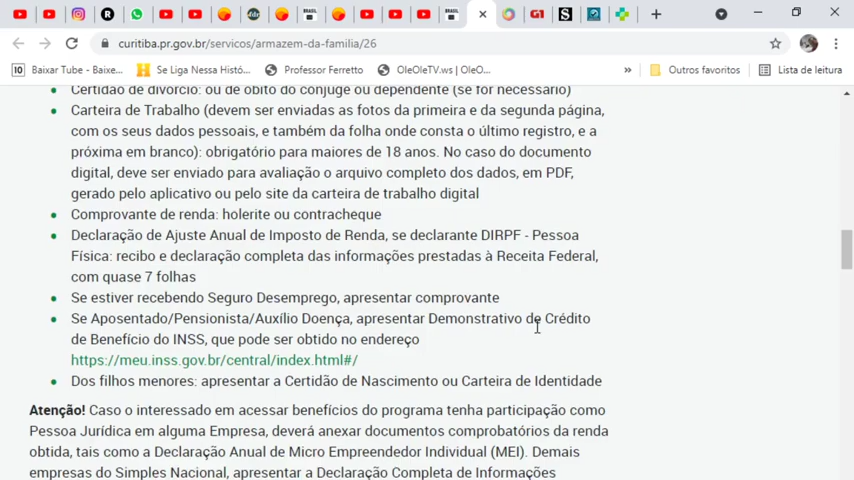 curitiba.pr.gov.br/servicos/armazem-da-familia/26
Baixar Tube - Baixe...
Se Liga Nessa Histó...
Professor Ferretto
OleOleTV.ws | OleO...
»
Outros favoritos
Lista de leitura
Certidão de divórcio: ou de óbito do cônjuge ou dependente (se for necessário)
Carteira de Trabalho (devem ser enviadas as fotos da primeira e da segunda página,
com os seus dados pessoais, e também da folha onde consta o último registro, e a
próxima em branco): obrigatório para maiores de 18 anos. No caso do documento
digital, deve ser enviado para avaliação o arquivo completo dos dados, em PDF,
gerado pelo aplicativo ou pelo site da carteira de trabalho digital
Comprovante de renda: holerite ou contracheque
Declaração de Ajuste Anual de Imposto de Renda, se declarante DIRPF - Pessoa
Física: recibo e declaração completa das informações prestadas à Receita Federal,
com quase 7 folhas
Se estiver recebendo Seguro Desemprego, apresentar comprovante
Se Aposentado/Pensionista/Auxílio Doença, apresentar Demonstrativo de Crédito
de Benefício do INSS, que pode ser obtido no endereço
https://meu.inss.gov.br/central/index.html#/
Dos filhos menores: apresentar a Certidão de Nascimento ou Carteira de Identidade
Atenção! Caso o interessado em acessar benefícios do programa tenha participação como
Pessoa Jurídica em alguma Empresa, deverá anexar documentos comprobatórios da renda
obtida, tais como a Declaração Anual de Micro Empreendedor Individual (MEI). Demais
empresas do Simples Nacional, apresentar a Declaração Completa de Informações